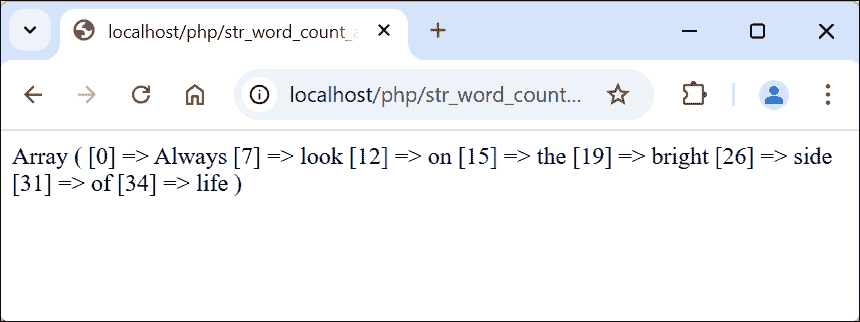 localhost/php/str_word_count_a
localhost/php/str_word_count...
Array ( [0] => Always [7] => look [12] => on [15] => the [19] => bright [26] => side
[31] => of [34] => life )